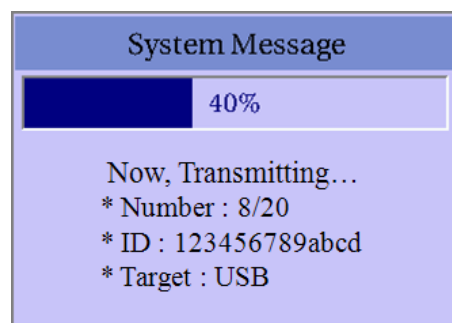 System Message
40%
Now, Transmitting…
* Number : 8/20
* ID : 123456789abcd
* Target : USB